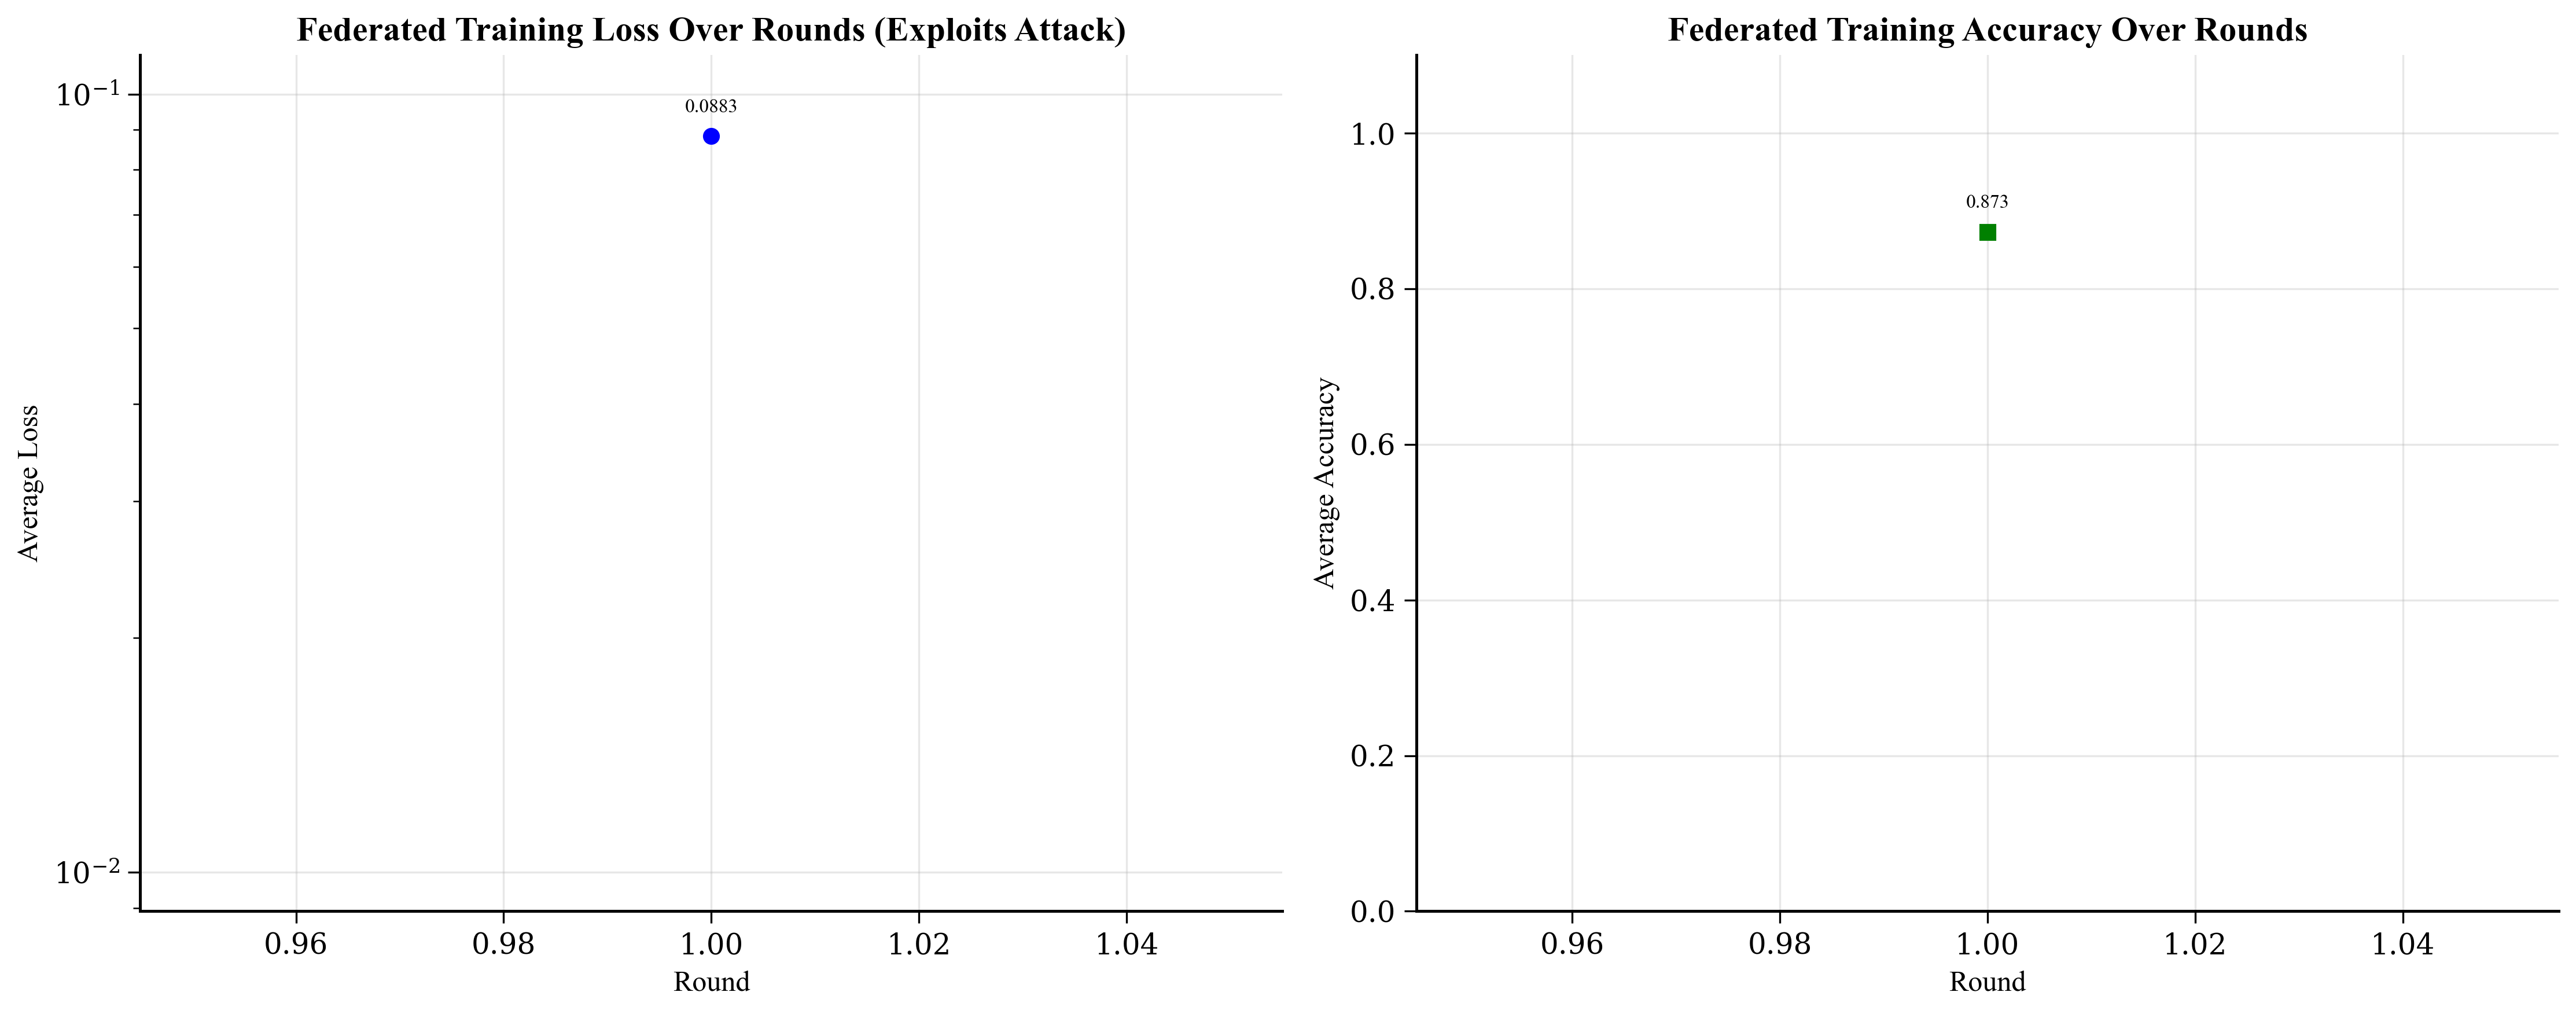 Federated Training Loss Over Rounds (Exploits Attack)
10⁻¹
0.0883
Average Loss
10⁻²
0.96 0.98 1.00 1.02 1.04
Round
Federated Training Accuracy Over Rounds
1.0
0.873
0.8
0.6
Average Accuracy
0.4
0.2
0.0
0.96 0.98 1.00 1.02 1.04
Round